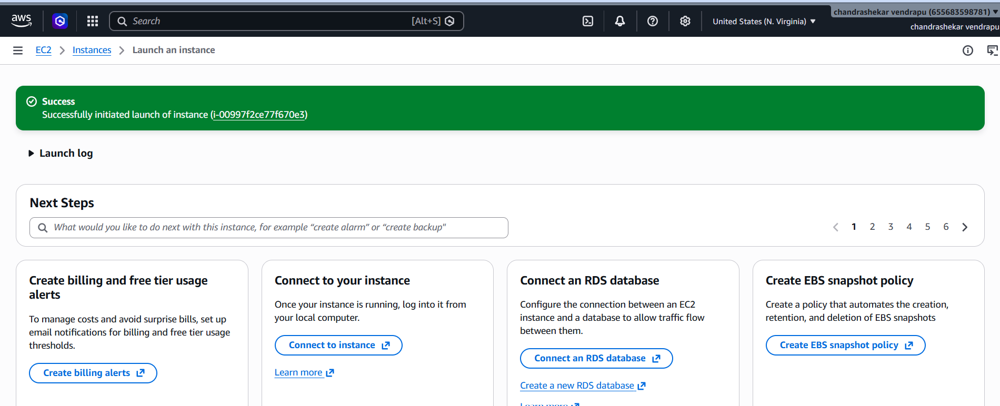 aws
Search
[Alt+S]
United States (N. Virginia)
chandrashekar vendrapu (655683598781)
chandrashekar vendrapu
EC2
Instances
Launch an instance
Success
Successfully initiated launch of instance (i-00997f2ce77f670e3)
Launch log
Next Steps
What would you like to do next with this instance, for example “create alarm” or “create backup"
1 2 3 4 5 6
Create billing and free tier usage
alerts
To manage costs and avoid surprise bills, set up
email notifications for billing and free tier usage
thresholds.
Create billing alerts
Connect to your instance
Once your instance is running, log into it from
your local computer.
Connect to instance
Learn more
Connect an RDS database
Configure the connection between an EC2
instance and a database to allow traffic flow
between them.
Connect an RDS database
Create a new RDS database
Learn more
Create EBS snapshot policy
Create a policy that automates the creation,
retention, and deletion of EBS snapshots
Create EBS snapshot policy